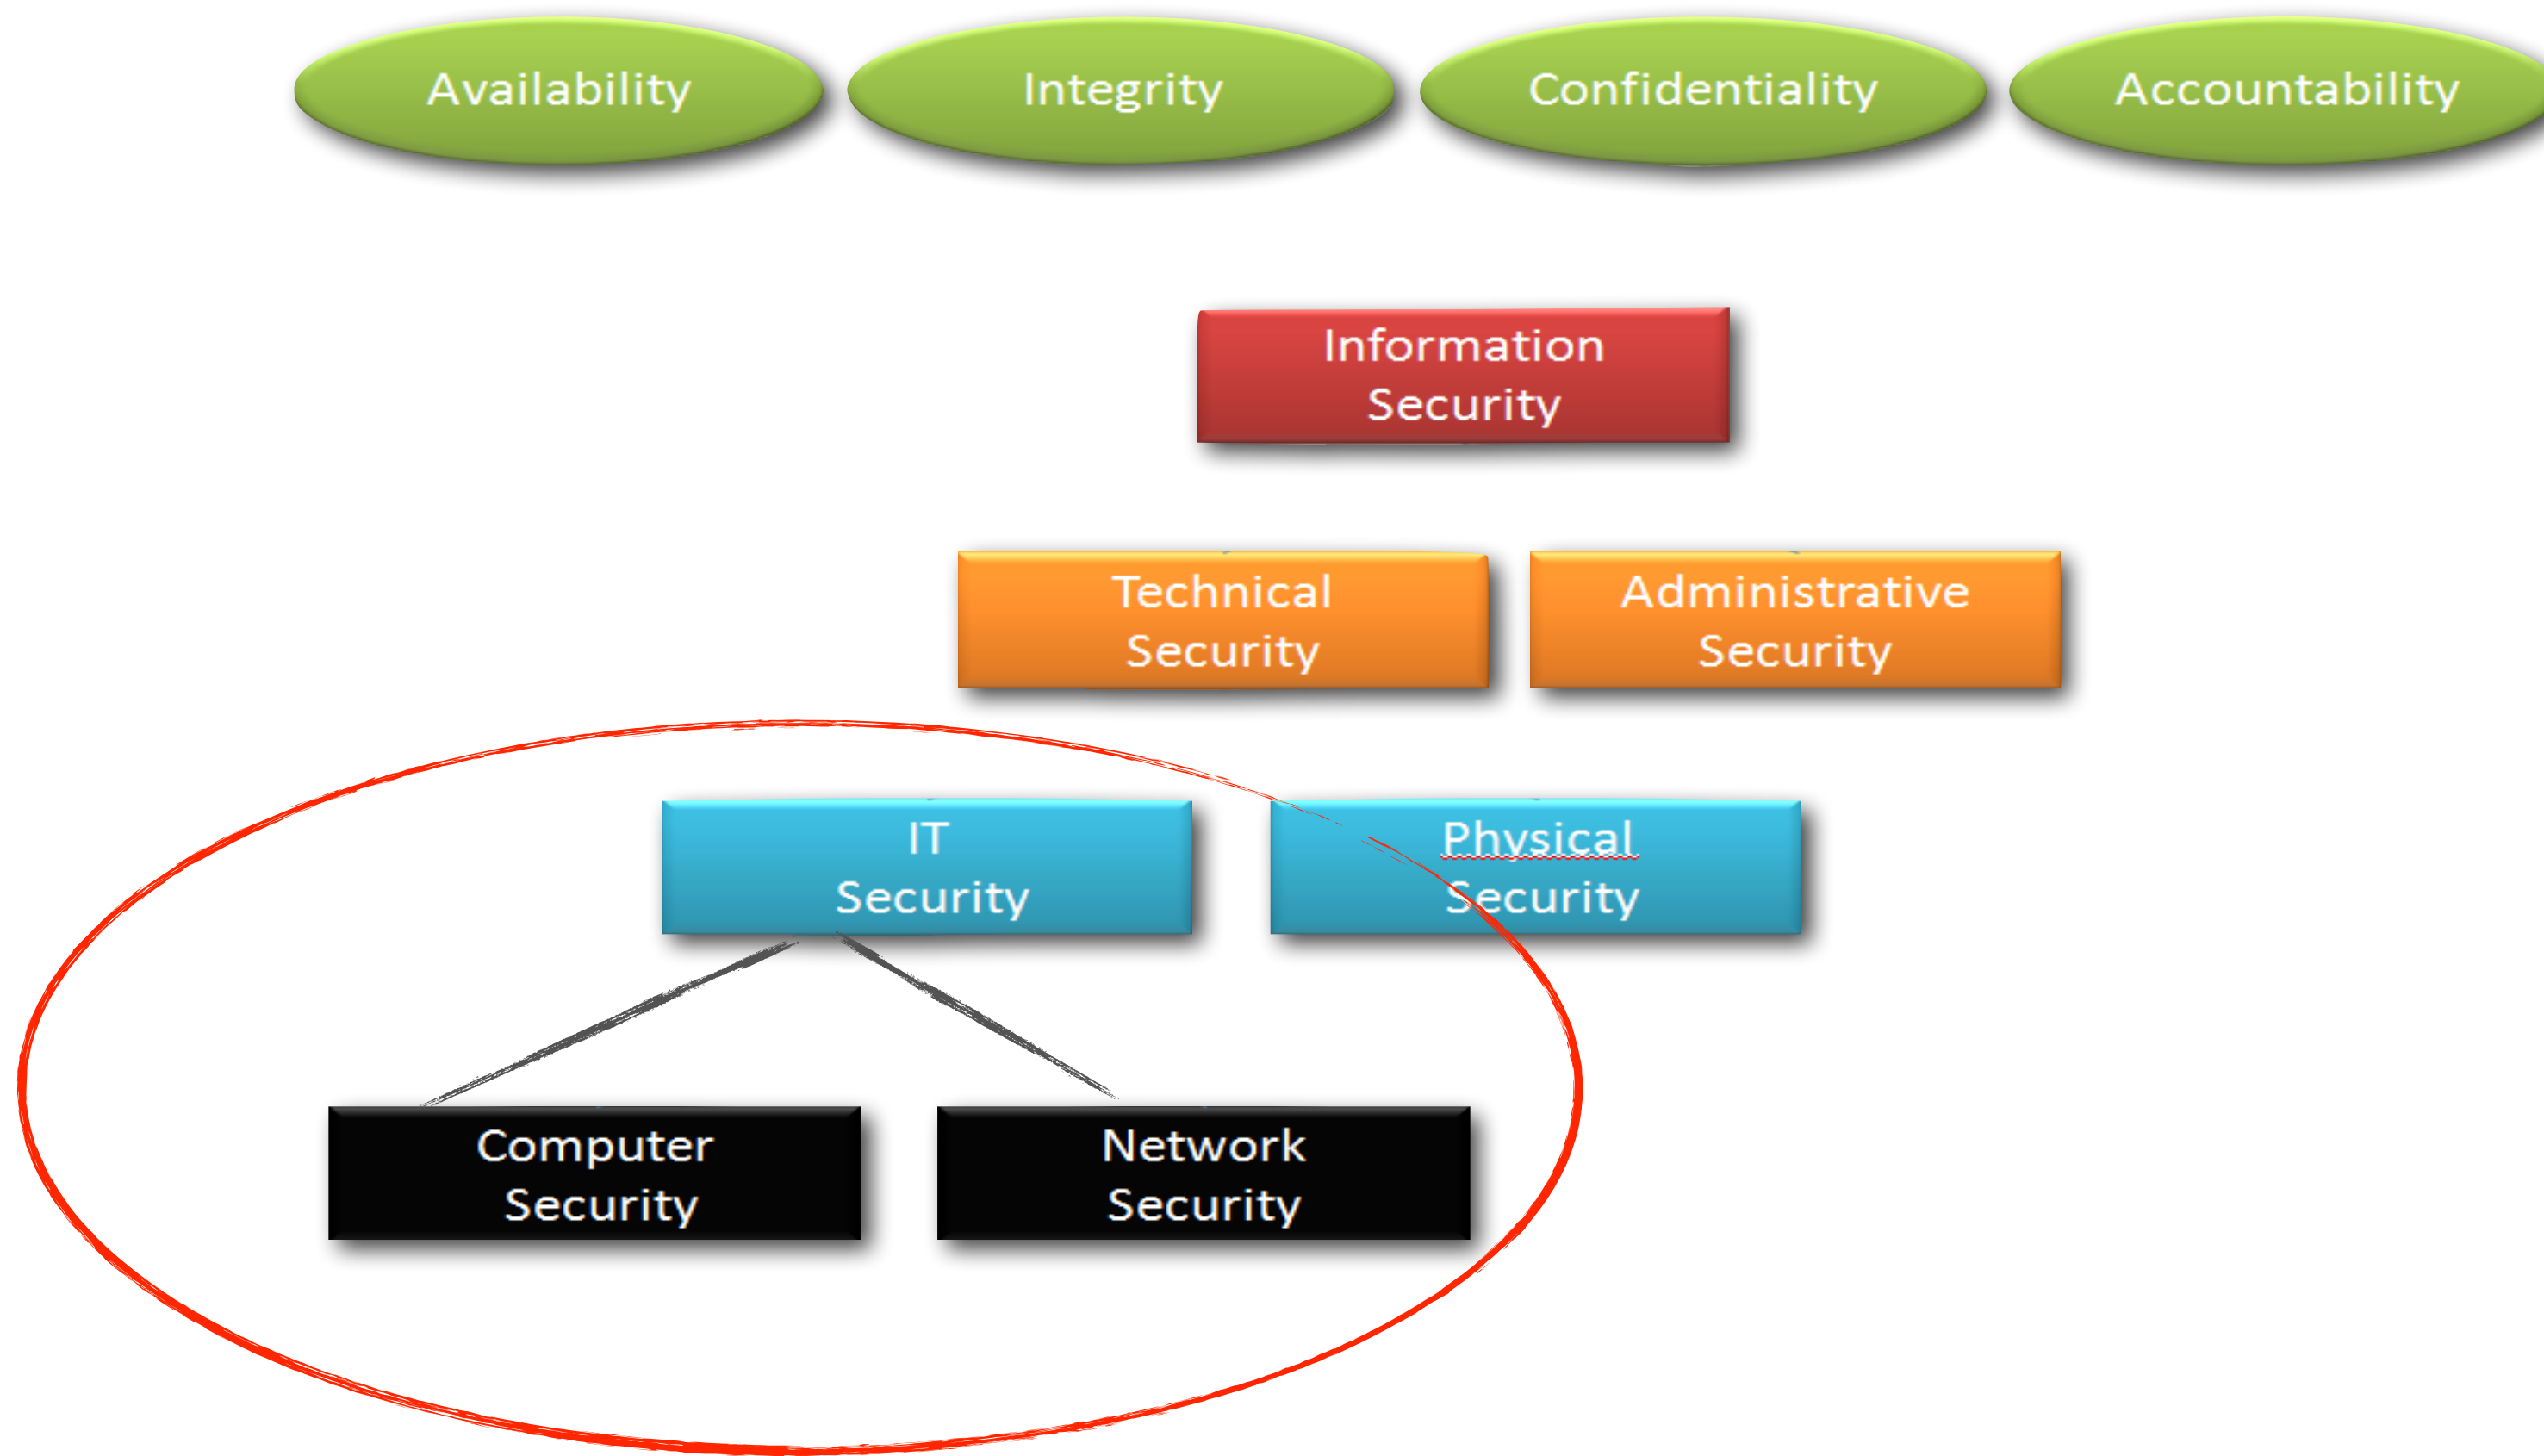 Availability
Integrity
Confidentiality
Accountability
Information
Security
Technical
Security
Administrative
Security
IT
Security
Physical
Security
Computer
Security
Network
Security